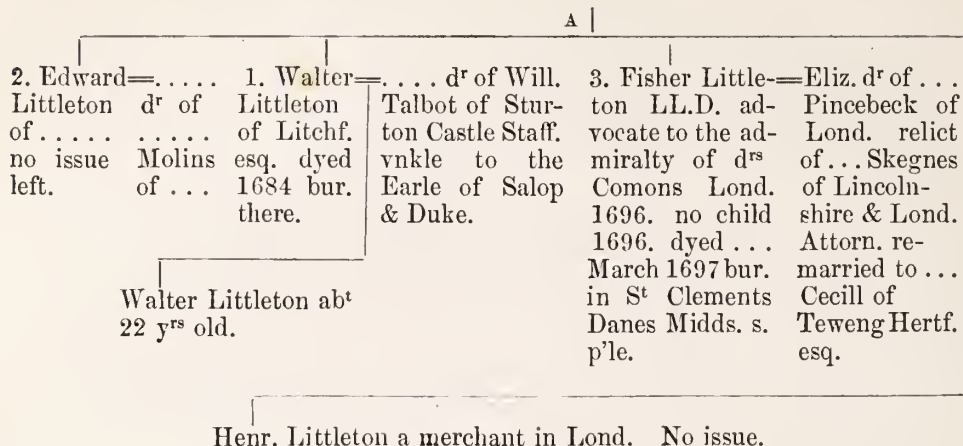 A
2. Edward=.....
Littleton dʳ of
of ..... .....
no issue Molins
left. of ...
1. Walter=
Littleton
of Litchf.
esq. dyed
1684 bur.
there.
.... dʳ of Will.
Talbot of Stur-
ton Castle Staff.
vnkle to the
Earle of Salop
& Duke.
3. Fisher Little-
ton LL.D. ad-
vocate to the ad-
miralty of dʳˢ
Comons Lond.
1696. no child
1696. dyed ...
March 1697 bur.
in Sᵗ Clements
Danes Midds. s.
p'le.
=Eliz. dʳ of ...
Pincebeck of
Lond. relict
of ... Skegnes
of Lincoln-
shire & Lond.
Attorn. re-
married to ...
Cecill of
Teweng Hertf.
esq.
Walter Littleton abᵗ
22 yʳˢ old.
Henr. Littleton a merchant in Lond. No issue.